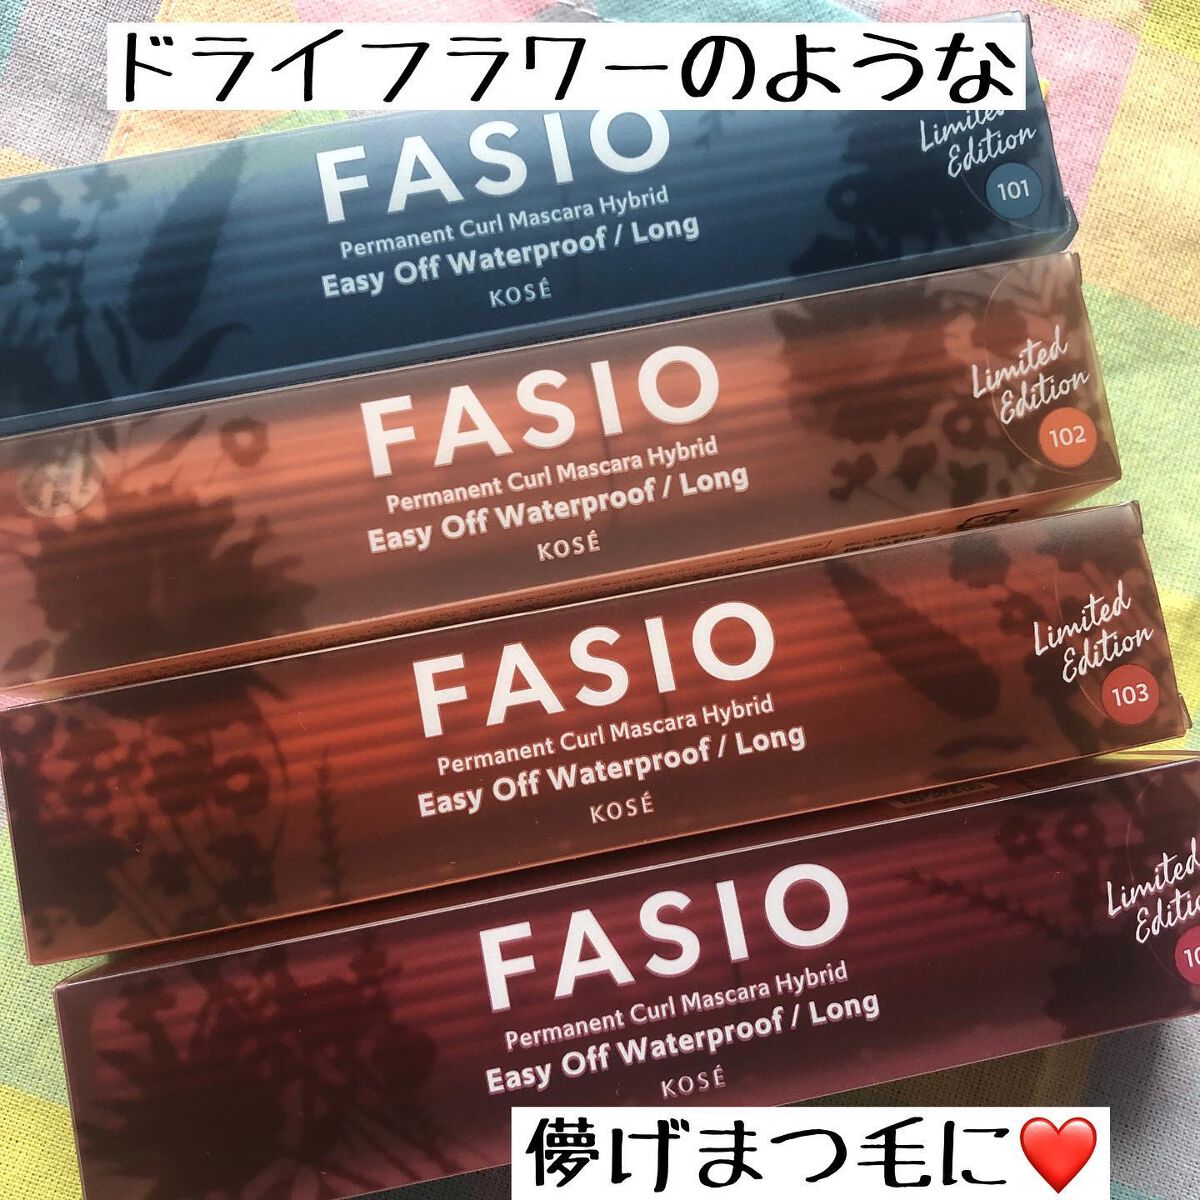 ドライフラワーのような
FASIO
Permanent Curl Mascara Hybrid
Easy Off Waterproof / Long
KOSÉ
Limited
Edition
101
FASIO
Permanent Curl Mascara Hybrid
Easy Off Waterproof / Long
KOSÉ
Limited
Edition
102
FASIO
Permanent Curl Mascara Hybrid
Easy Off Waterproof / Long
KOSÉ
Limited
Edition
103
FASIO
Permanent Curl Mascara Hybrid
Easy Off Waterproof / Long
KOSÉ
Limited
儚げまつ毛に❤️